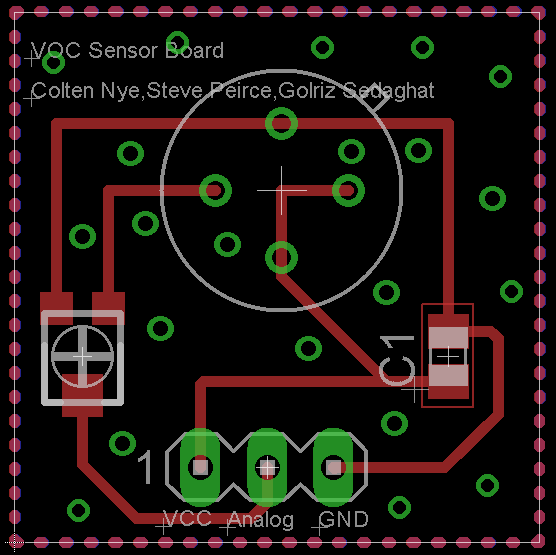 VOC Sensor Board
Colten Nye,Steve Peirce,Golriz Sedaghat
C1
1
VCC Analog GND